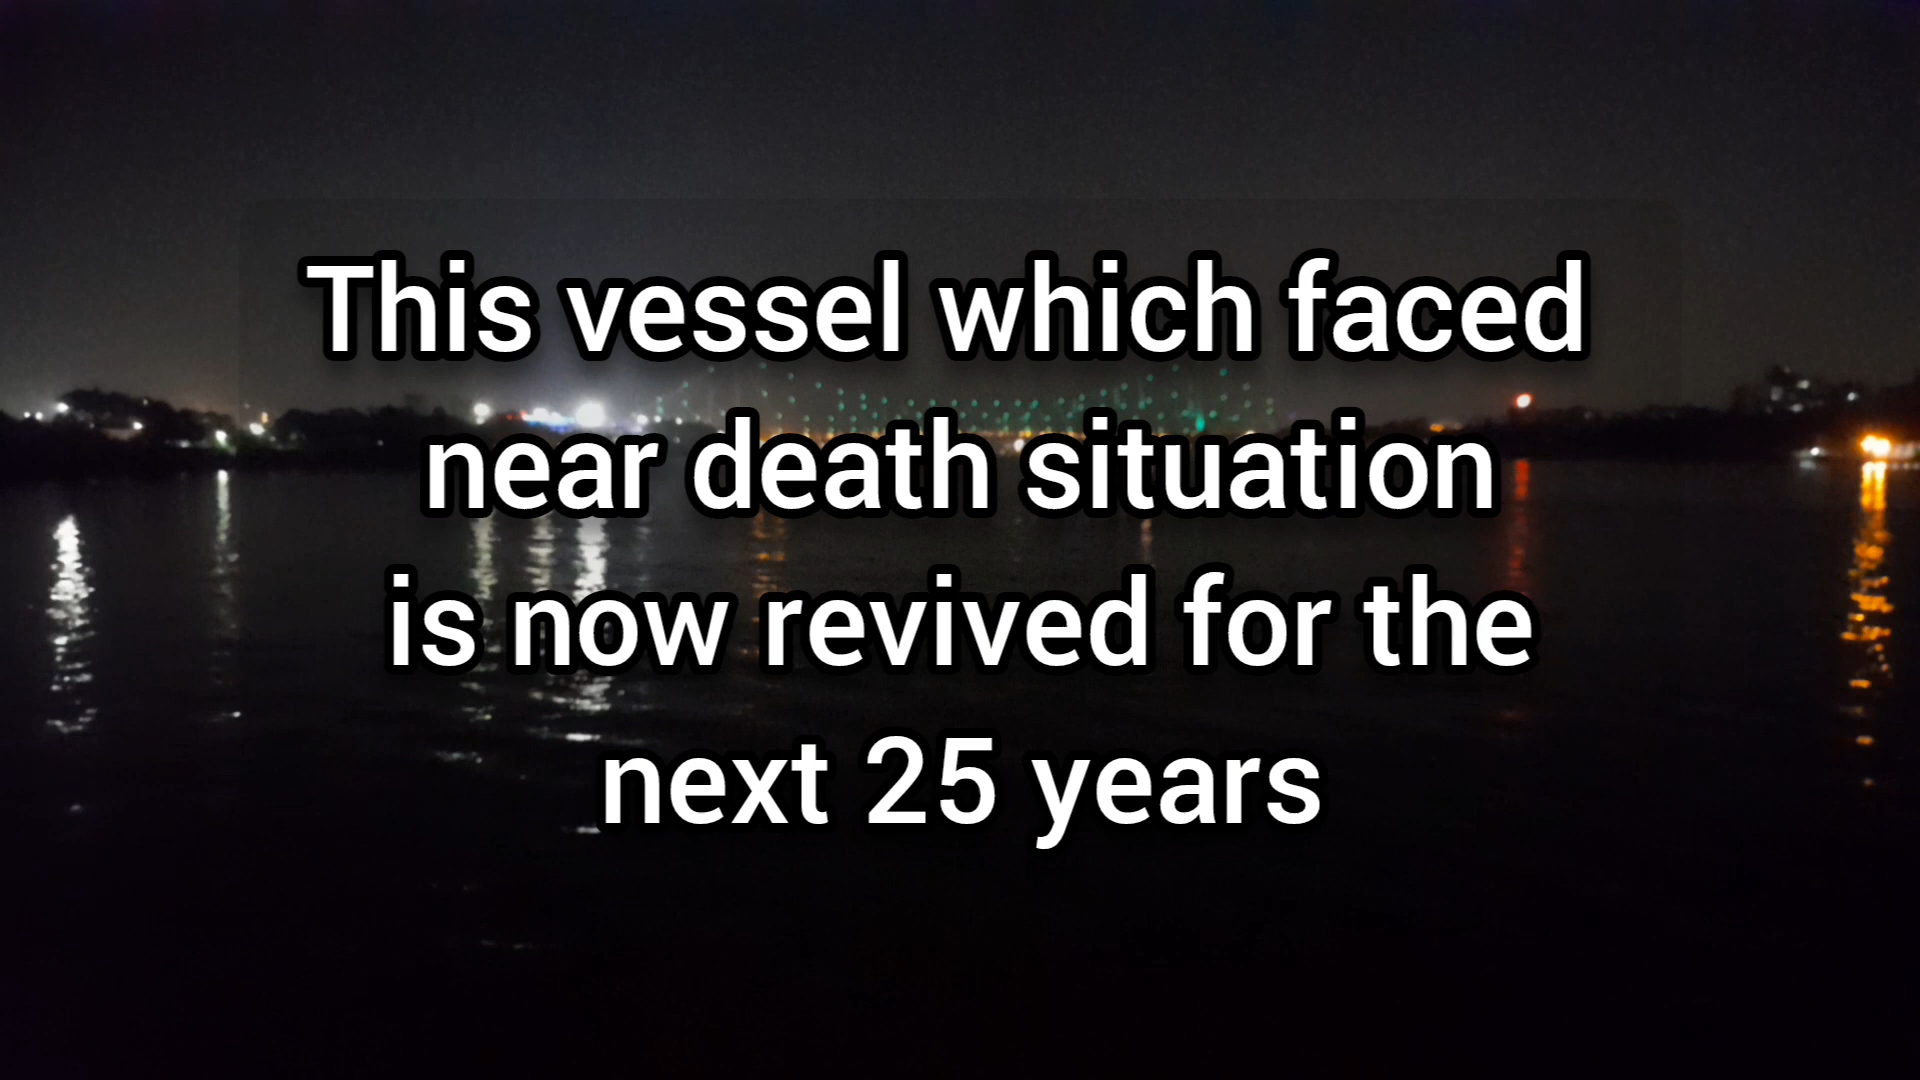 This vessel which faced
near death situation
is now revived for the
next 25 years